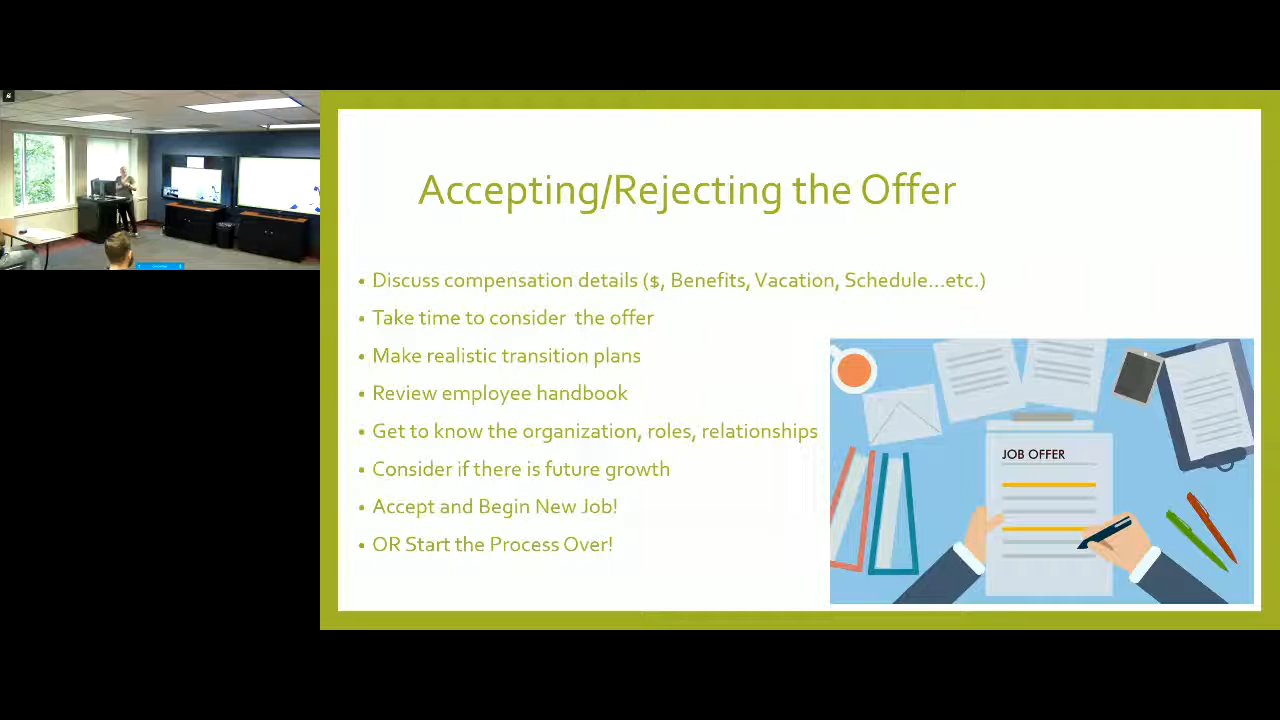 Accepting/Rejecting the Offer
• Discuss compensation details ($, Benefits, Vacation, Schedule...etc.)
• Take time to consider  the offer
• Make realistic transition plans
• Review employee handbook
• Get to know the organization, roles, relationships
• Consider if there is future growth
• Accept and Begin New Job!
• OR Start the Process Over!
JOB OFFER